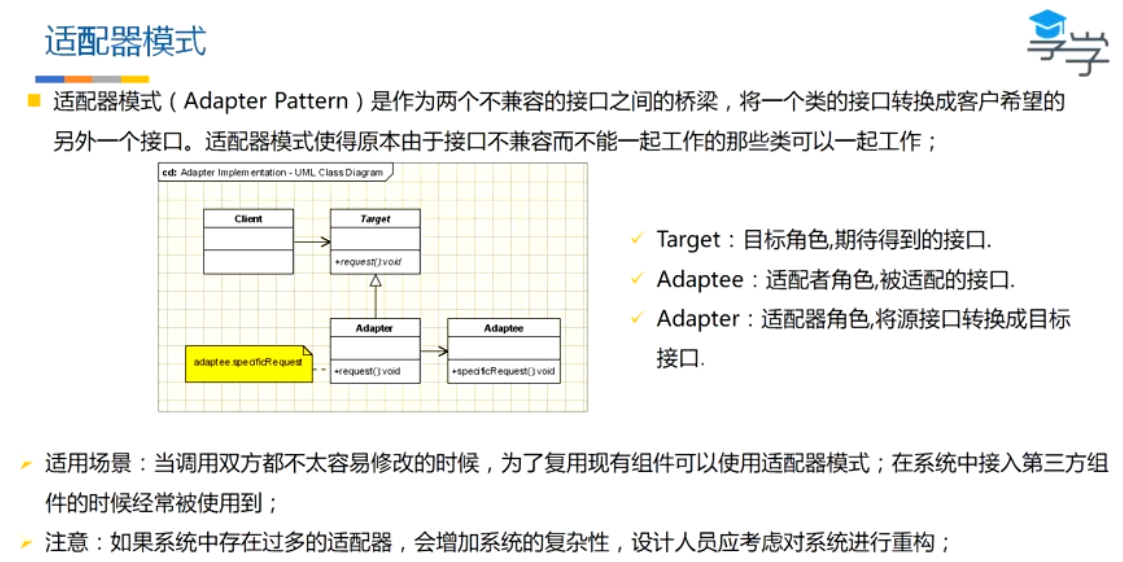 适配器模式
享学
适配器模式（Adapter Pattern）是作为两个不兼容的接口之间的桥梁，将一个类的接口转换成客户希望的
另外一个接口。适配器模式使得原本由于接口不兼容而不能一起工作的那些类可以一起工作；
cd: Adapter Implementation - UML Class Diagram
Client
Target
+request():void
Adapter
Adaptee
adaptee.specificRequest
+request():void
+specificRequest():void
Target：目标角色,期待得到的接口.
Adaptee：适配者角色,被适配的接口.
Adapter：适配器角色,将源接口转换成目标
接口.
适用场景：当调用双方都不太容易修改的时候，为了复用现有组件可以使用适配器模式；在系统中接入第三方组
件的时候经常被使用到；
注意：如果系统中存在过多的适配器，会增加系统的复杂性，设计人员应考虑对系统进行重构；